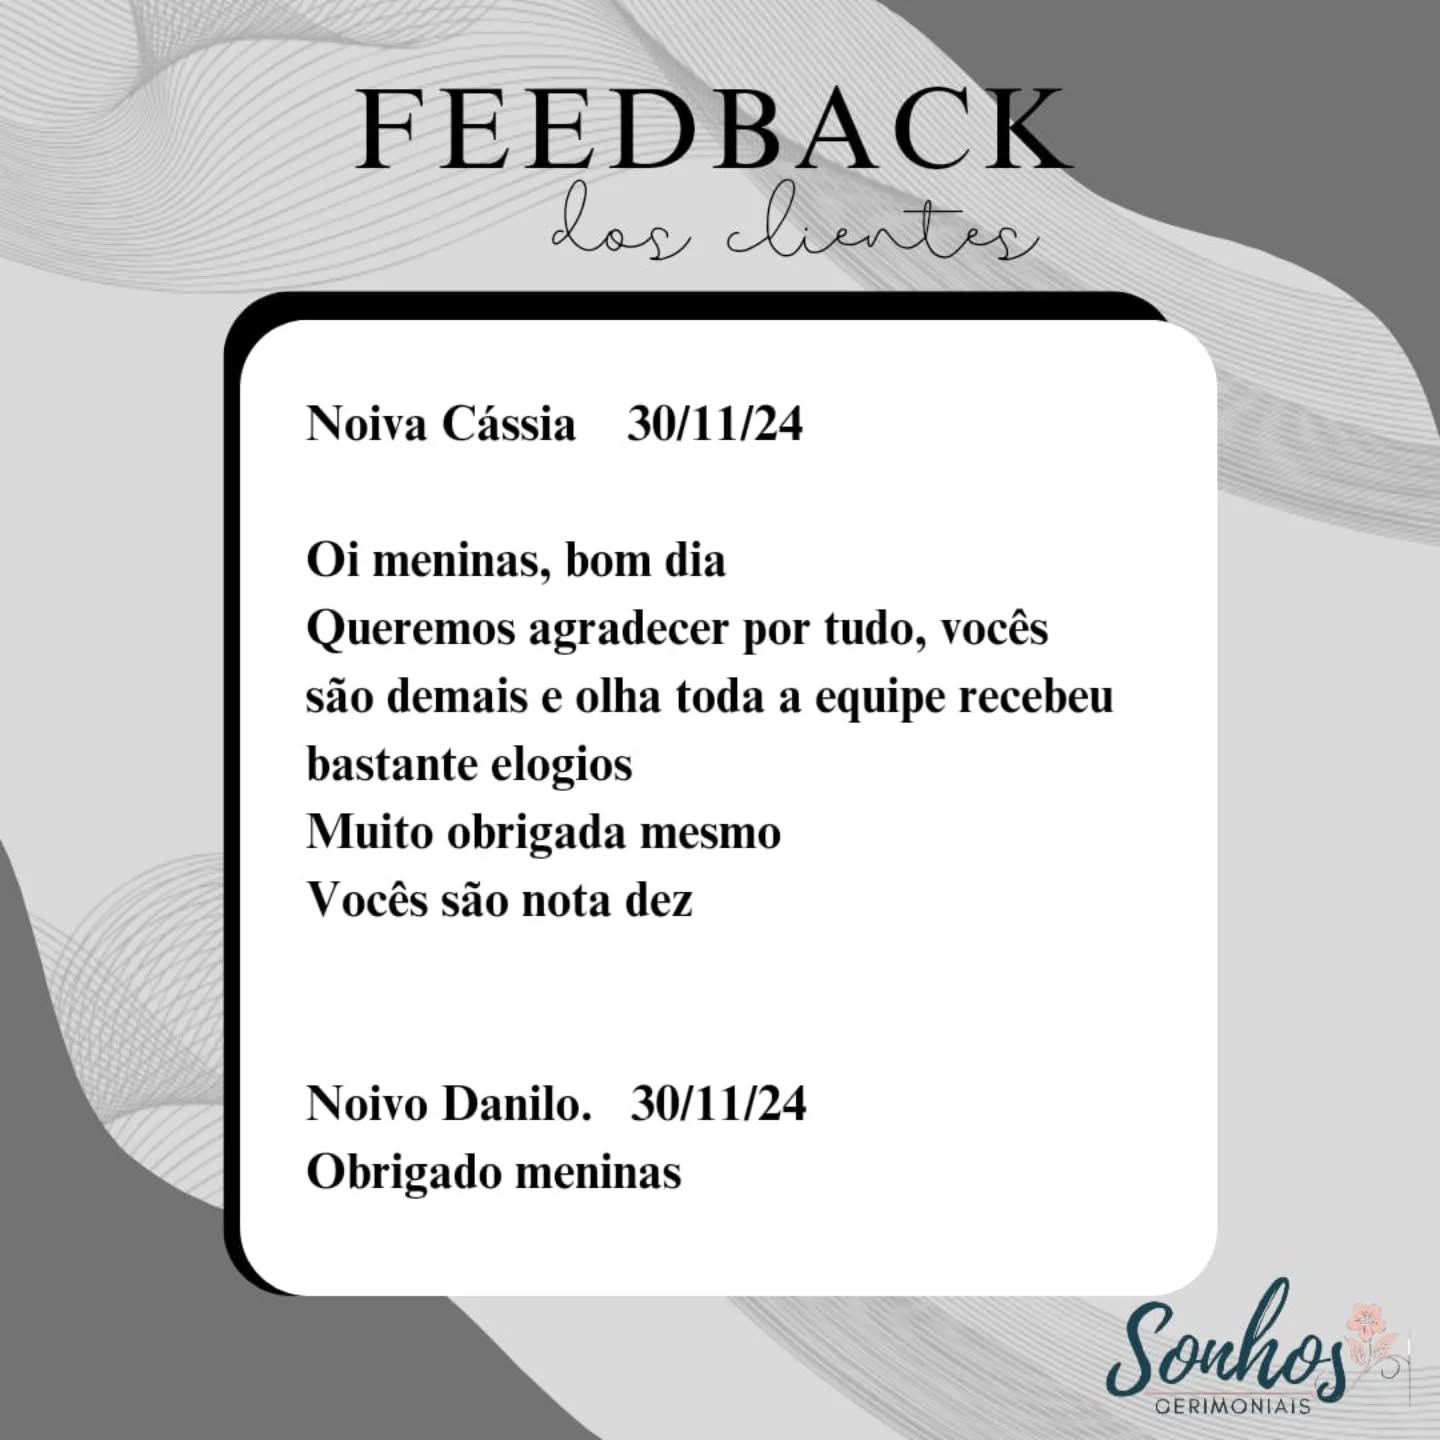 FEEDBACK
dos clientes
Noiva Cássia 30/11/24
Oi meninas, bom dia
Queremos agradecer por tudo, vocês
são demais e olha toda a equipe recebeu
bastante elogios
Muito obrigada mesmo
Vocês são nota dez
Noivo Danilo. 30/11/24
Obrigado meninas
Sonhos
CERIMONIAIS